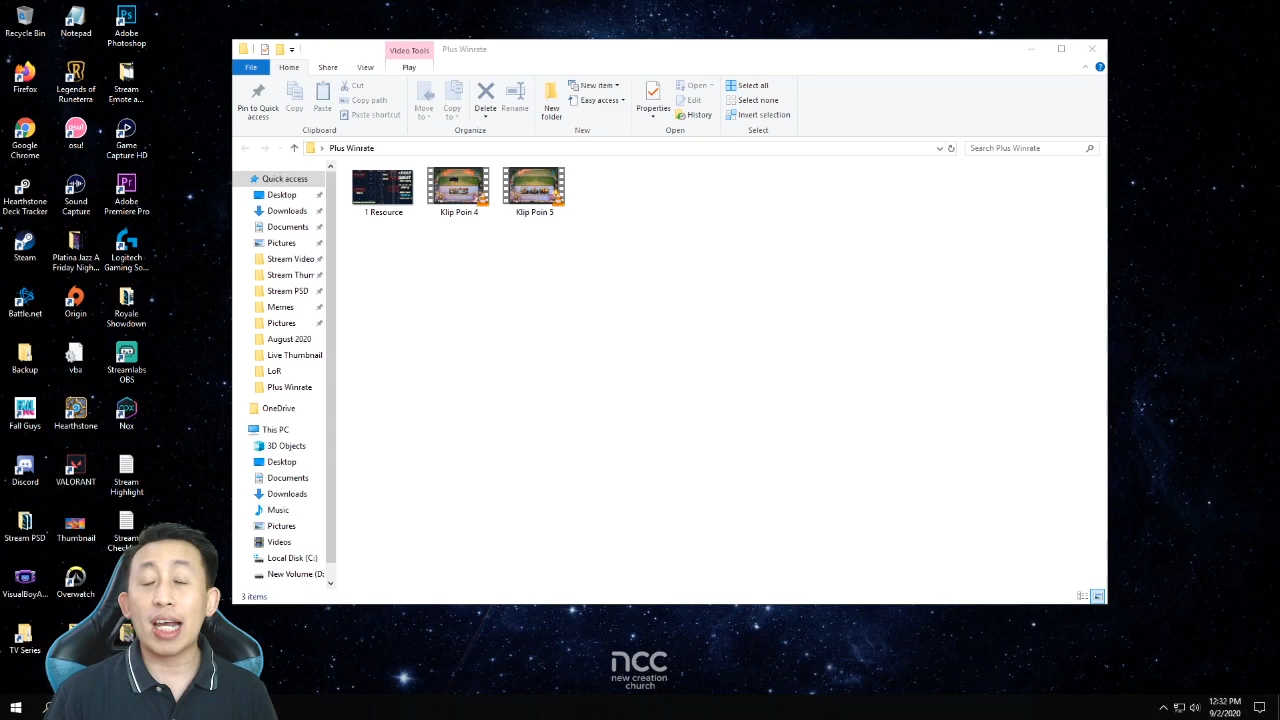 Recycle Bin
Notepad
Adobe
Photoshop
Firefox
Legends of
Runeterra
Stream
Emote a...
Google
Chrome
osu!
Game
Capture HD
Hearthstone
Deck Tracker
Sound
Capture
Adobe
Premiere Pro
Steam
Platina Jazz A
Friday Nigh...
Logitech
Gaming So...
Battle.net
Origin
Royale
Showdown
Backup
vba
Streamlabs
OBS
Fall Guys
Hearthstone
Nox
Discord
VALORANT
Stream
Highlight
Stream PSD
Thumbnail
Stream
VisualBoyA...
Overwatch
TV Series
Video Tools
Plus Winrate
File
Home
Share
View
Play
Pin to Quick
access
Copy
Paste
Cut
Copy path
Paste shortcut
Clipboard
Move
to
Copy
to
Delete
Rename
Organize
New
folder
New item
Easy access
New
Properties
Open
Edit
History
Open
Select all
Select none
Invert selection
Select
Plus Winrate
Search Plus Winrate
Quick access
Desktop
Downloads
Documents
Pictures
Stream Video
Stream Thum
Stream PSD
Memes
Pictures
August 2020
Live Thumbnail
LoR
Plus Winrate
OneDrive
This PC
3D Objects
Desktop
Documents
Downloads
Music
Pictures
Videos
Local Disk (C:)
New Volume (D:
1 Resource
Klip Poin 4
Klip Poin 5
3 items
ncc
new creation
church
12:32 PM
9/2/2020